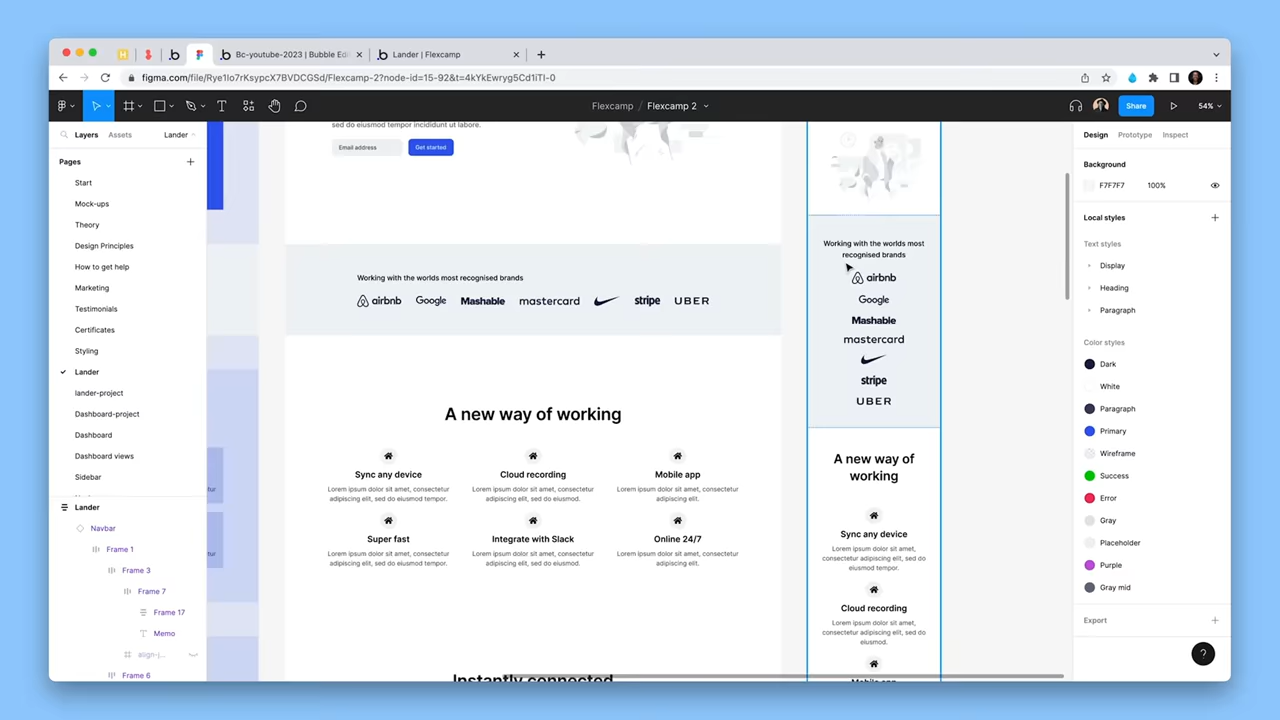 Bc-youtube-2023 | Bubble Edi
Lander | Flexcamp
figma.com/file/Rye1lo7rKsypcX7BVDCGSd/Flexcamp-2?node-id=15-92&t=4kYkEwryg5Cd1iTI-0
Flexcamp / Flexcamp 2
Share
54%
Layers
Assets
Lander
Pages
Start
Mock-ups
Theory
Design Principles
How to get help
Marketing
Testimonials
Certificates
Styling
Lander
lander-project
Dashboard-project
Dashboard
Dashboard views
Sidebar
Lander
Navbar
Frame 1
Frame 3
Frame 7
Frame 17
Memo
align-j...
Frame 6
sed do eiusmod tempor incididunt ut labore.
Email address
Get started
Working with the worlds most recognised brands
airbnb
Google
Mashable
mastercard
stripe
UBER
A new way of working
Sync any device
Lorem ipsum dolor sit amet, consectetur
adipiscing elit, sed do eiusmod tempor.
Cloud recording
Lorem ipsum dolor sit amet, consectetur
adipiscing elit, sed do eiusmod.
Mobile app
Lorem ipsum dolor sit amet, consectetur
adipiscing elit, sed do eiusmod tempor.
Super fast
Lorem ipsum dolor sit amet, consectetur
adipiscing elit, sed do eiusmod tempor.
Integrate with Slack
Lorem ipsum dolor sit amet, consectetur
adipiscing elit, sed do eiusmod.
Online 24/7
Lorem ipsum dolor sit amet, consectetur
adipiscing elit.
Instantly connected
Working with the worlds most
recognised brands
airbnb
Google
Mashable
mastercard
stripe
UBER
A new way of
working
Sync any device
Lorem ipsum dolor sit amet,
consectetur adipiscing elit, sed do
eiusmod tempor.
Cloud recording
Lorem ipsum dolor sit amet,
consectetur adipiscing elit, sed do
eiusmod.
Mobile app
Design
Prototype
Inspect
Background
F7F7F7
100%
Local styles
Text styles
Display
Heading
Paragraph
Color styles
Dark
White
Paragraph
Primary
Wireframe
Success
Error
Gray
Placeholder
Purple
Gray mid
Export
?